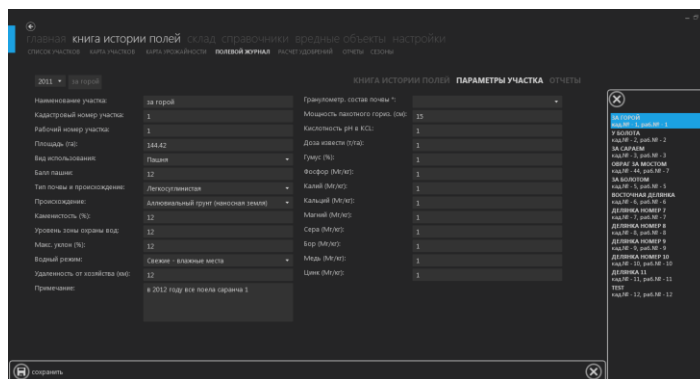 главная книга истории полей склад справочники вредные объекты настройки
СПИСОК УЧАСТКОВ КАРТА УЧАСТКОВ КАРТА УРОЖАЙНОСТИ ПОЛЕВОЙ ЖУРНАЛ РАСЧЕТ УДОБРЕНИЙ ОТЧЕТЫ СЕЗОНЫ
2011 за горой
КНИГА ИСТОРИИ ПОЛЕЙ ПАРАМЕТРЫ УЧАСТКА ОТЧЕТЫ
Наименование участка: за горой
Кадастровый номер участка: 1
Рабочий номер участка: 1
Площадь (га): 144.42
Вид использования: Пашня
Балл пашни: 12
Тип почвы и происхождение: Легкосуглинистая
Происхождение: Аллювиальный грунт (наносная земля)
Каменистость (%): 12
Уровень зоны охраны вод: 12
Макс. уклон (%): 12
Водный режим: Свежие - влажные места
Удаленность от хозяйства (км): 12
Примечание: в 2012 году все поела саранча 1
Гранулометр. состав почвы *:
Мощность пахотного гориз. (см): 15
Кислотность pH в KCL: 1
Доза извести (т/га): 1
Гумус (%): 1
Фосфор (Мг/кг): 1
Калий (Мг/кг): 1
Кальций (Мг/кг): 1
Магний (Мг/кг): 1
Сера (Мг/кг): 1
Бор (Мг/кг): 1
Медь (Мг/кг): 1
Цинк (Мг/кг): 1
ЗА ГОРОЙ
кад.№ - 1, раб.№ - 1
У БОЛОТА
кад.№ - 2, раб.№ - 2
ЗА САРАЕМ
кад.№ - 3, раб.№ - 3
ОВРАГ ЗА МОСТОМ
кад.№ - 44, раб.№ - 7
ЗА БОЛОТОМ
кад.№ - 5, раб.№ - 5
ВОСТОЧНАЯ ДЕЛЯНКА
кад.№ - 6, раб.№ - 6
ДЕЛЯНКА НОМЕР 7
кад.№ - 7, раб.№ - 7
ДЕЛЯНКА НОМЕР 8
кад.№ - 8, раб.№ - 8
ДЕЛЯНКА НОМЕР 9
кад.№ - 9, раб.№ - 9
ДЕЛЯНКА НОМЕР 10
кад.№ - 10, раб.№ - 10
ДЕЛЯНКА 11
кад.№ - 11, раб.№ - 11
TEST
кад.№ - 12, раб.№ - 12
сохранить